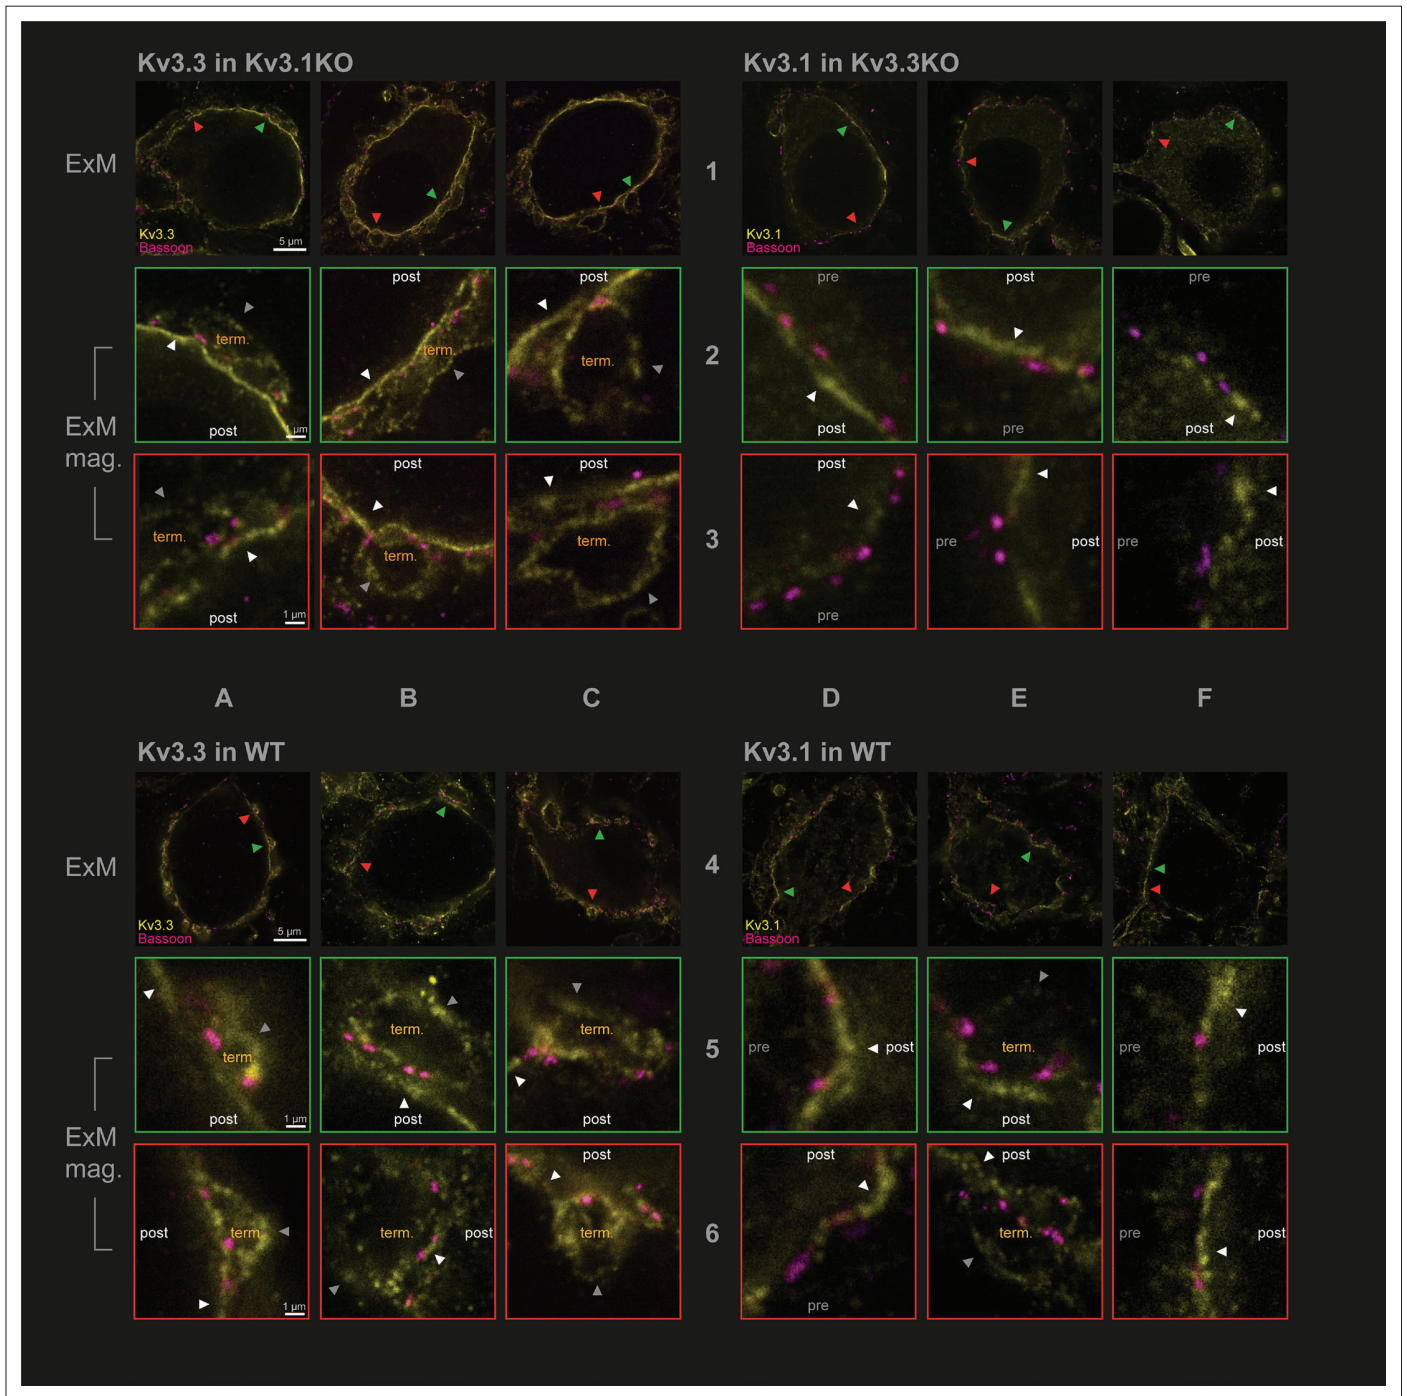 Kv3.3 in Kv3.1KO
Kv3.1 in Kv3.3KO
ExM
Kv3.3
Bassoon
5 µm
1
Kv3.1
Bassoon
ExM
mag.
term.
post
1 µm
post
term.
post
term.
2
pre
post
post
pre
pre
post
term.
post
1 µm
post
term.
post
term.
3
post
pre
pre
post
pre
post
A
B
C
D
E
F
Kv3.3 in WT
Kv3.1 in WT
ExM
Kv3.3
Bassoon
5 µm
4
Kv3.1
Bassoon
ExM
mag.
term.
post
1 µm
term.
post
term.
post
5
pre
post
term.
post
pre
post
post
term.
1 µm
term.
post
post
term.
6
post
pre
post
term.
pre
post